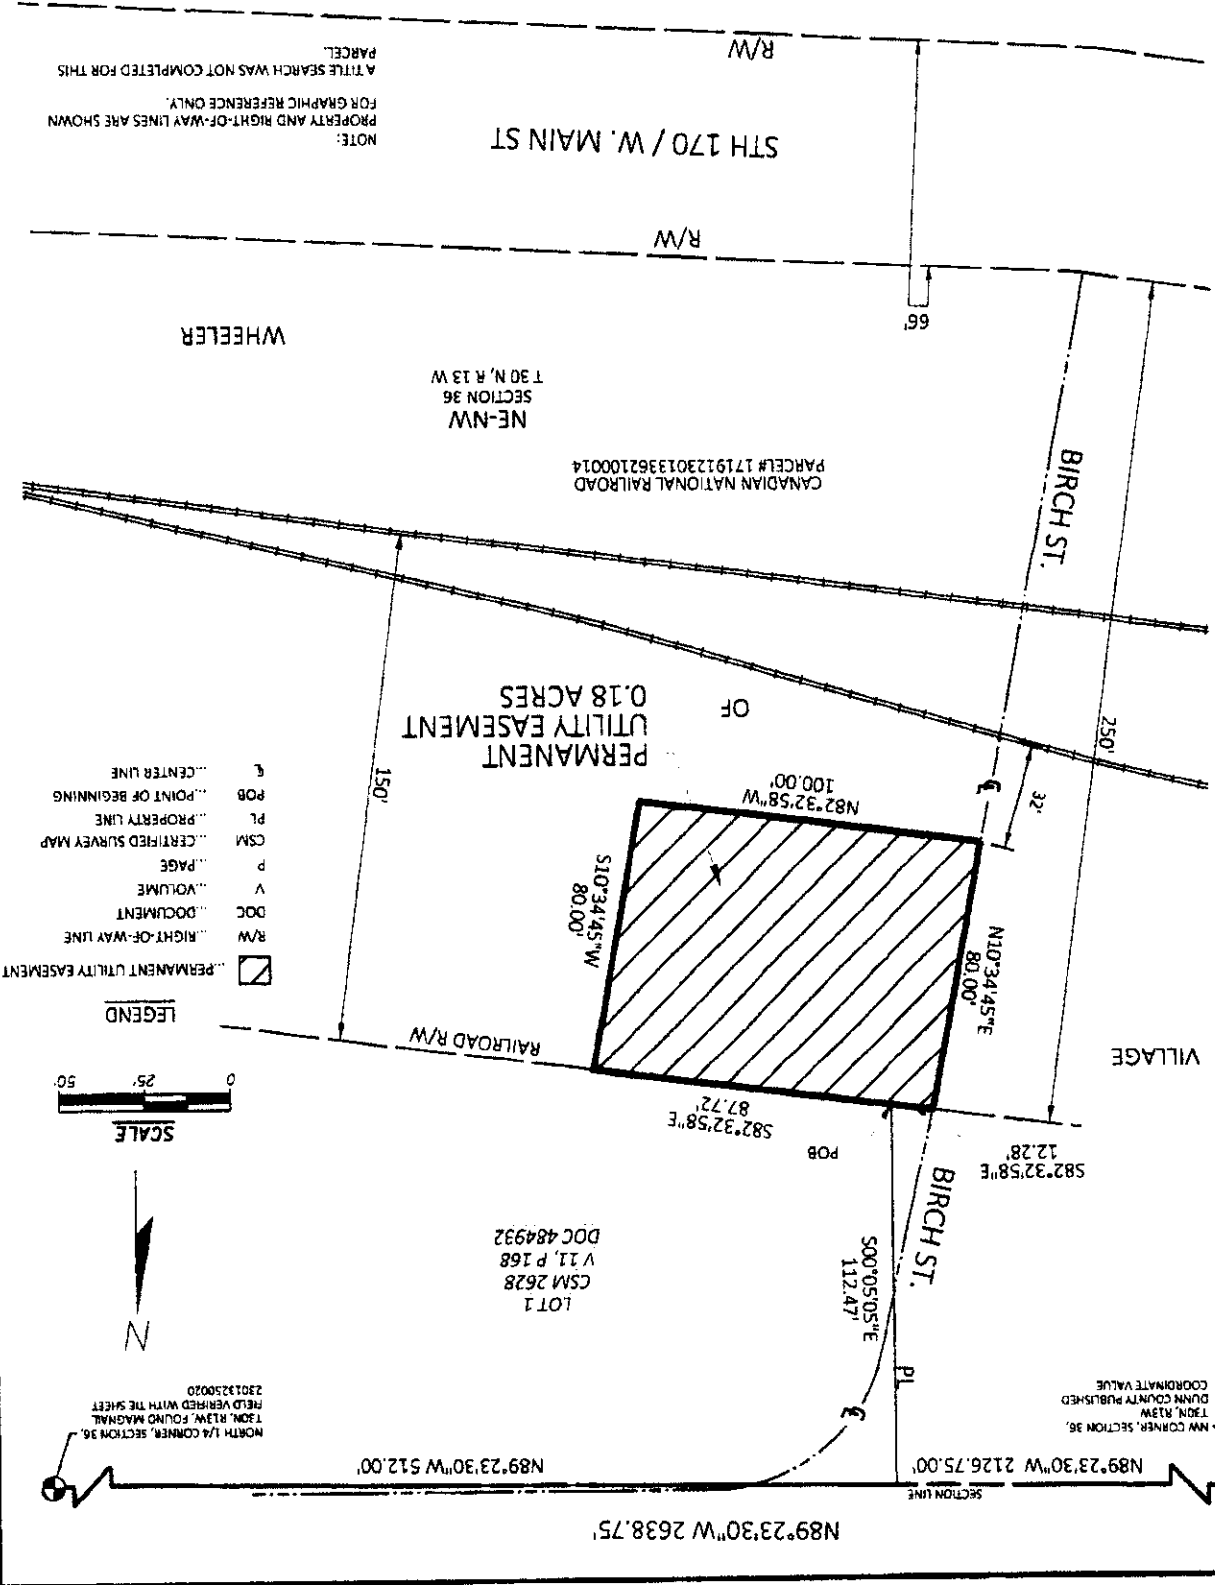 N89°23'30"W 2638.75'
SECTION LINE
N89°23'30"W 2126.75.00'
N89°23'30"W 512.00'
NW CORNER, SECTION 36,
T30N, R13W
DUNN COUNTY PUBLISHED
COORDINATE VALUE
NORTH 1/4 CORNER, SECTION 36,
T30N, R13W, FOUND MAGNAIL
FIELD VERIFIED WITH TIE SHEET
23013250020
PL
S00°05'05"E
112.47'
BIRCH ST.
N
LOT 1
CSM 2628
V 11, P 168
DOC 484932
SCALE
0 25' 50'
S82°32'58"E
12.28'
POB
S82°32'58"E
87.72'
RAILROAD R/W
VILLAGE
N10°34'45"E
80.00'
S10°34'45"W
80.00'
LEGEND
...PERMANENT UTILITY EASEMENT
R/W ...RIGHT-OF-WAY LINE
DOC ...DOCUMENT
V ...VOLUME
P ...PAGE
CSM ...CERTIFIED SURVEY MAP
PL ...PROPERTY LINE
POB ...POINT OF BEGINNING
℄ ...CENTER LINE
N82°32'58"W
100.00'
32'
250'
150'
OF
PERMANENT
UTILITY EASEMENT
0.18 ACRES
BIRCH ST.
CANADIAN NATIONAL RAILROAD
PARCEL# 1719123013362100014
NE-NW
SECTION 36
T 30 N, R 13 W
WHEELER
66'
R/W
STH 170 / W. MAIN ST
NOTE:
PROPERTY AND RIGHT-OF-WAY LINES ARE SHOWN
FOR GRAPHIC REFERENCE ONLY.
A TITLE SEARCH WAS NOT COMPLETED FOR THIS
PARCEL.
R/W